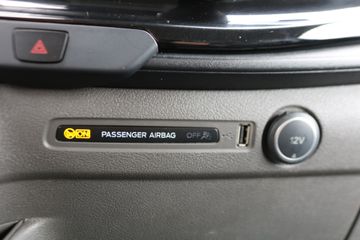 ON PASSENGER AIRBAG OFF
12V